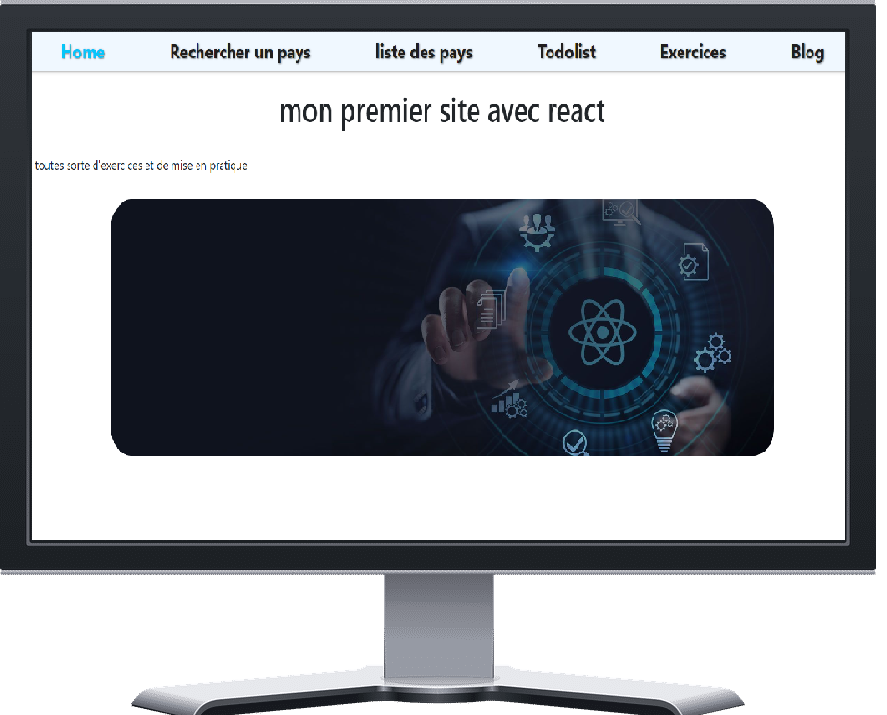 Home Rechercher un pays liste des pays Todolist Exercices Blog
mon premier site avec react
toutes sorte d'exercices et de mise en pratique